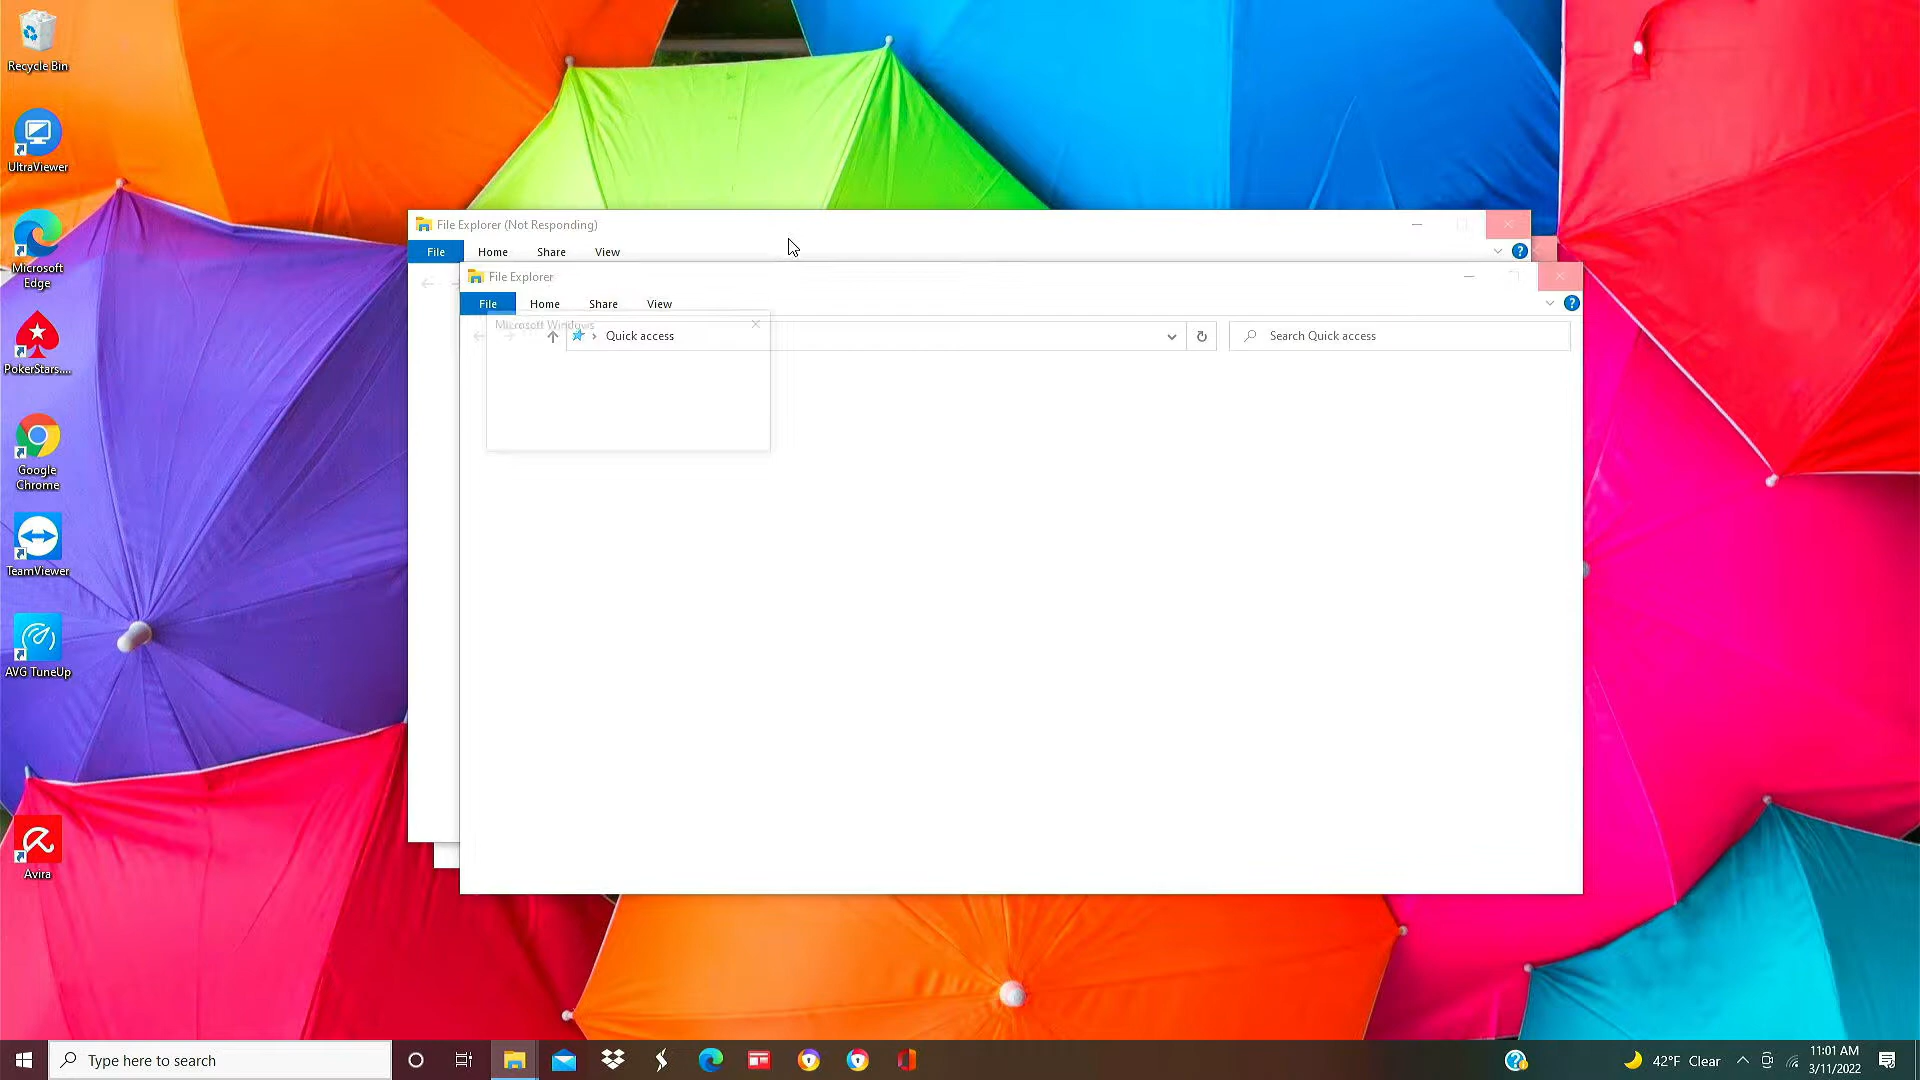 Recycle Bin
UltraViewer
Microsoft
Edge
PokerStars....
Google
Chrome
TeamViewer
AVG TuneUp
Avira
File Explorer (Not Responding)
File Home Share View
File Explorer
File Home Share View
Microsoft Windows
Quick access
Search Quick access
Type here to search
42°F Clear
11:01 AM
3/11/2022